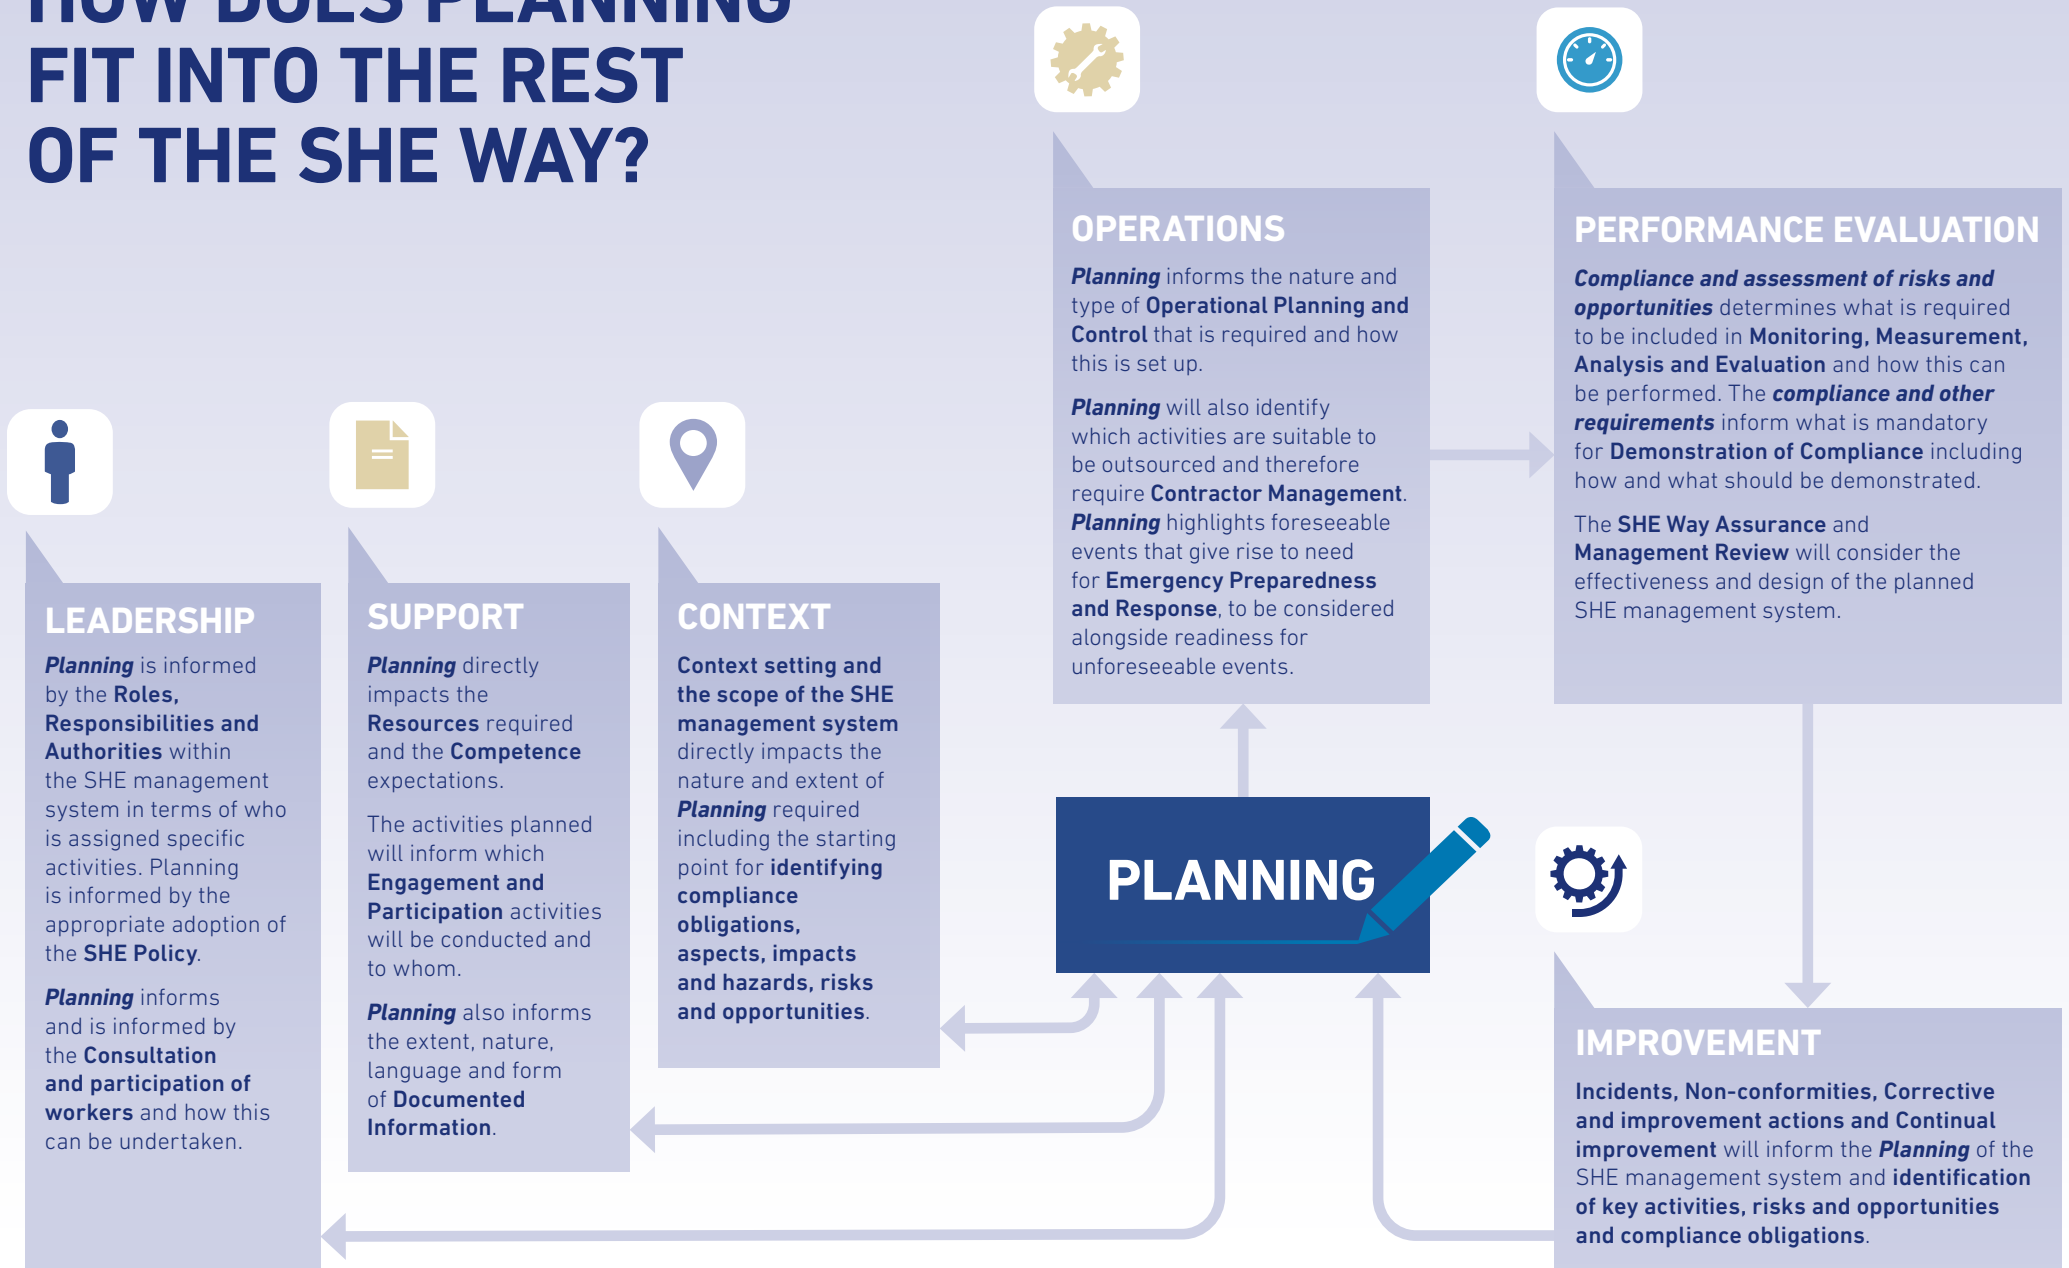 HOW DOES PLANNING
FIT INTO THE REST
OF THE SHE WAY?
OPERATIONS
Planning informs the nature and
type of Operational Planning and
Control that is required and how
this is set up.
Planning will also identify
which activities are suitable to
be outsourced and therefore
require Contractor Management.
Planning highlights foreseeable
events that give rise to need
for Emergency Preparedness
and Response, to be considered
alongside readiness for
unforeseeable events.
PERFORMANCE EVALUATION
Compliance and assessment of risks and
opportunities determines what is required
to be included in Monitoring, Measurement,
Analysis and Evaluation and how this can
be performed. The compliance and other
requirements inform what is mandatory
for Demonstration of Compliance including
how and what should be demonstrated.
The SHE Way Assurance and
Management Review will consider the
effectiveness and design of the planned
SHE management system.
LEADERSHIP
Planning is informed
by the Roles,
Responsibilities and
Authorities within
the SHE management
system in terms of who
is assigned specific
activities. Planning
is informed by the
appropriate adoption of
the SHE Policy.
Planning informs
and is informed by
the Consultation
and participation of
workers and how this
can be undertaken.
SUPPORT
Planning directly
impacts the
Resources required
and the Competence
expectations.
The activities planned
will inform which
Engagement and
Participation activities
will be conducted and
to whom.
Planning also informs
the extent, nature,
language and form
of Documented
Information.
CONTEXT
Context setting and
the scope of the SHE
management system
directly impacts the
nature and extent of
Planning required
including the starting
point for identifying
compliance
obligations,
aspects, impacts
and hazards, risks
and opportunities.
PLANNING
IMPROVEMENT
Incidents, Non-conformities, Corrective
and improvement actions and Continual
improvement will inform the Planning of the
SHE management system and identification
of key activities, risks and opportunities
and compliance obligations.